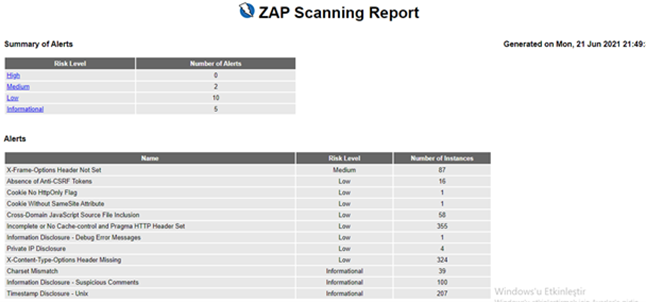 ZAP Scanning Report
Summary of Alerts
Generated on Mon, 21 Jun 2021 21:49:
Risk Level Number of Alerts
High 0
Medium 2
Low 10
Informational 5
Alerts
Name Risk Level Number of Instances
X-Frame-Options Header Not Set Medium 87
Absence of Anti-CSRF Tokens Low 16
Cookie No HttpOnly Flag Low 1
Cookie Without SameSite Attribute Low 1
Cross-Domain JavaScript Source File Inclusion Low 58
Incomplete or No Cache-control and Pragma HTTP Header Set Low 355
Information Disclosure - Debug Error Messages Low 1
Private IP Disclosure Low 4
X-Content-Type-Options Header Missing Low 324
Charset Mismatch Informational 39
Information Disclosure - Suspicious Comments Informational 100
Timestamp Disclosure - Unix Informational 207
Windows'u Etkinleştir